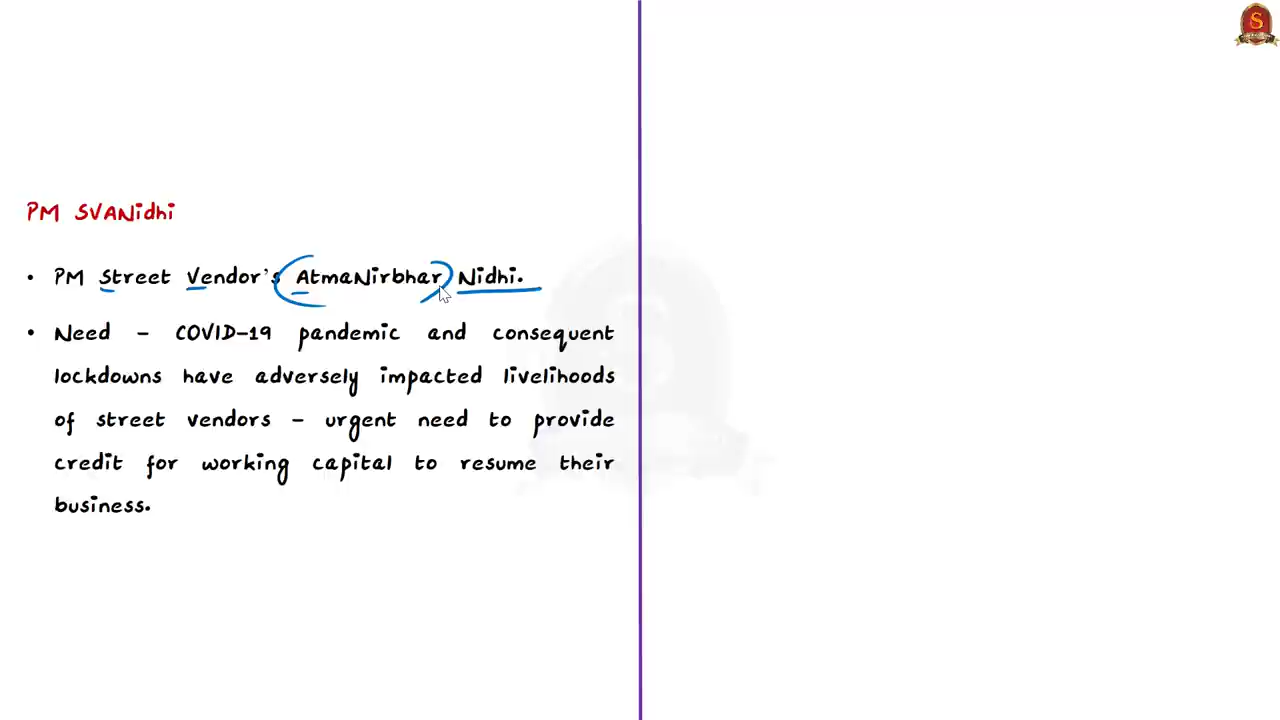 PM SVANidhi
• PM Street Vendor's AtmaNirbhar Nidhi.
• Need – COVID-19 pandemic and consequent
lockdowns have adversely impacted livelihoods
of street vendors – urgent need to provide
credit for working capital to resume their
business.
S